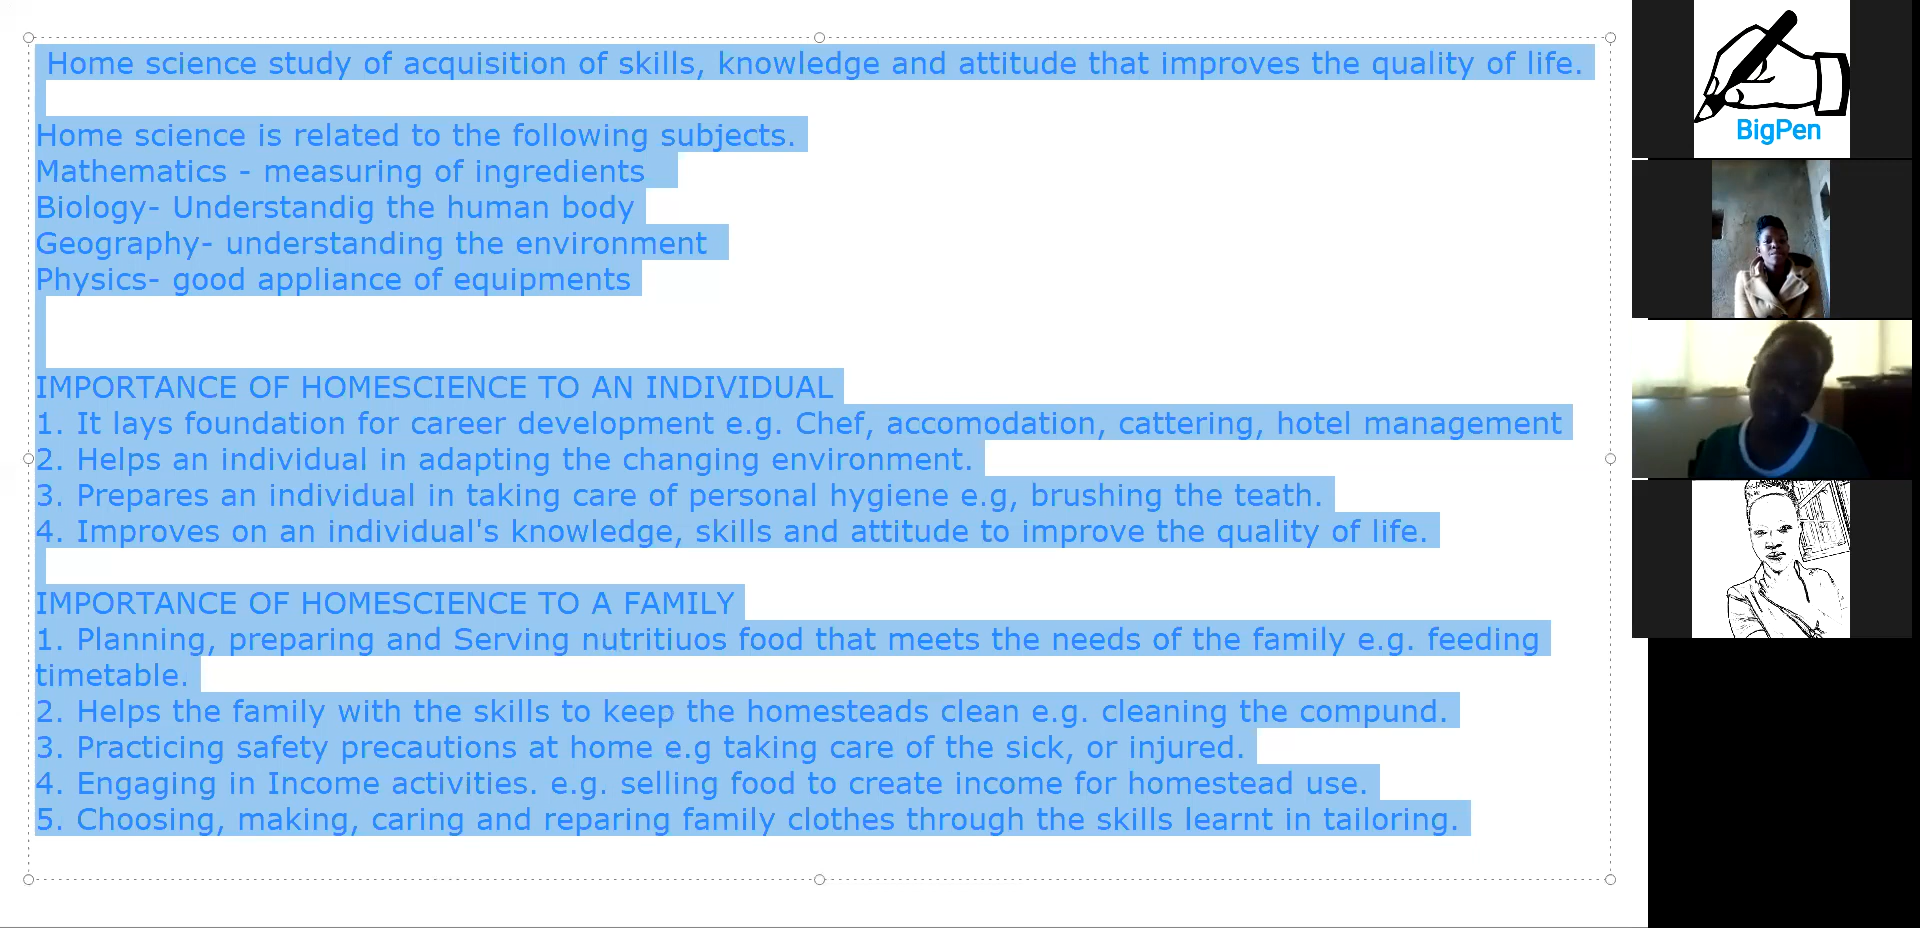 Home science study of acquisition of skills, knowledge and attitude that improves the quality of life.
Home science is related to the following subjects.
Mathematics - measuring of ingredients
Biology- Understandig the human body
Geography- understanding the environment
Physics- good appliance of equipments
IMPORTANCE OF HOMESCIENCE TO AN INDIVIDUAL
1. It lays foundation for career development e.g. Chef, accomodation, cattering, hotel management
2. Helps an individual in adapting the changing environment.
3. Prepares an individual in taking care of personal hygiene e.g, brushing the teath.
4. Improves on an individual's knowledge, skills and attitude to improve the quality of life.
IMPORTANCE OF HOMESCIENCE TO A FAMILY
1. Planning, preparing and Serving nutritiuos food that meets the needs of the family e.g. feeding
timetable.
2. Helps the family with the skills to keep the homesteads clean e.g. cleaning the compund.
3. Practicing safety precautions at home e.g taking care of the sick, or injured.
4. Engaging in Income activities. e.g. selling food to create income for homestead use.
5. Choosing, making, caring and reparing family clothes through the skills learnt in tailoring.
BigPen